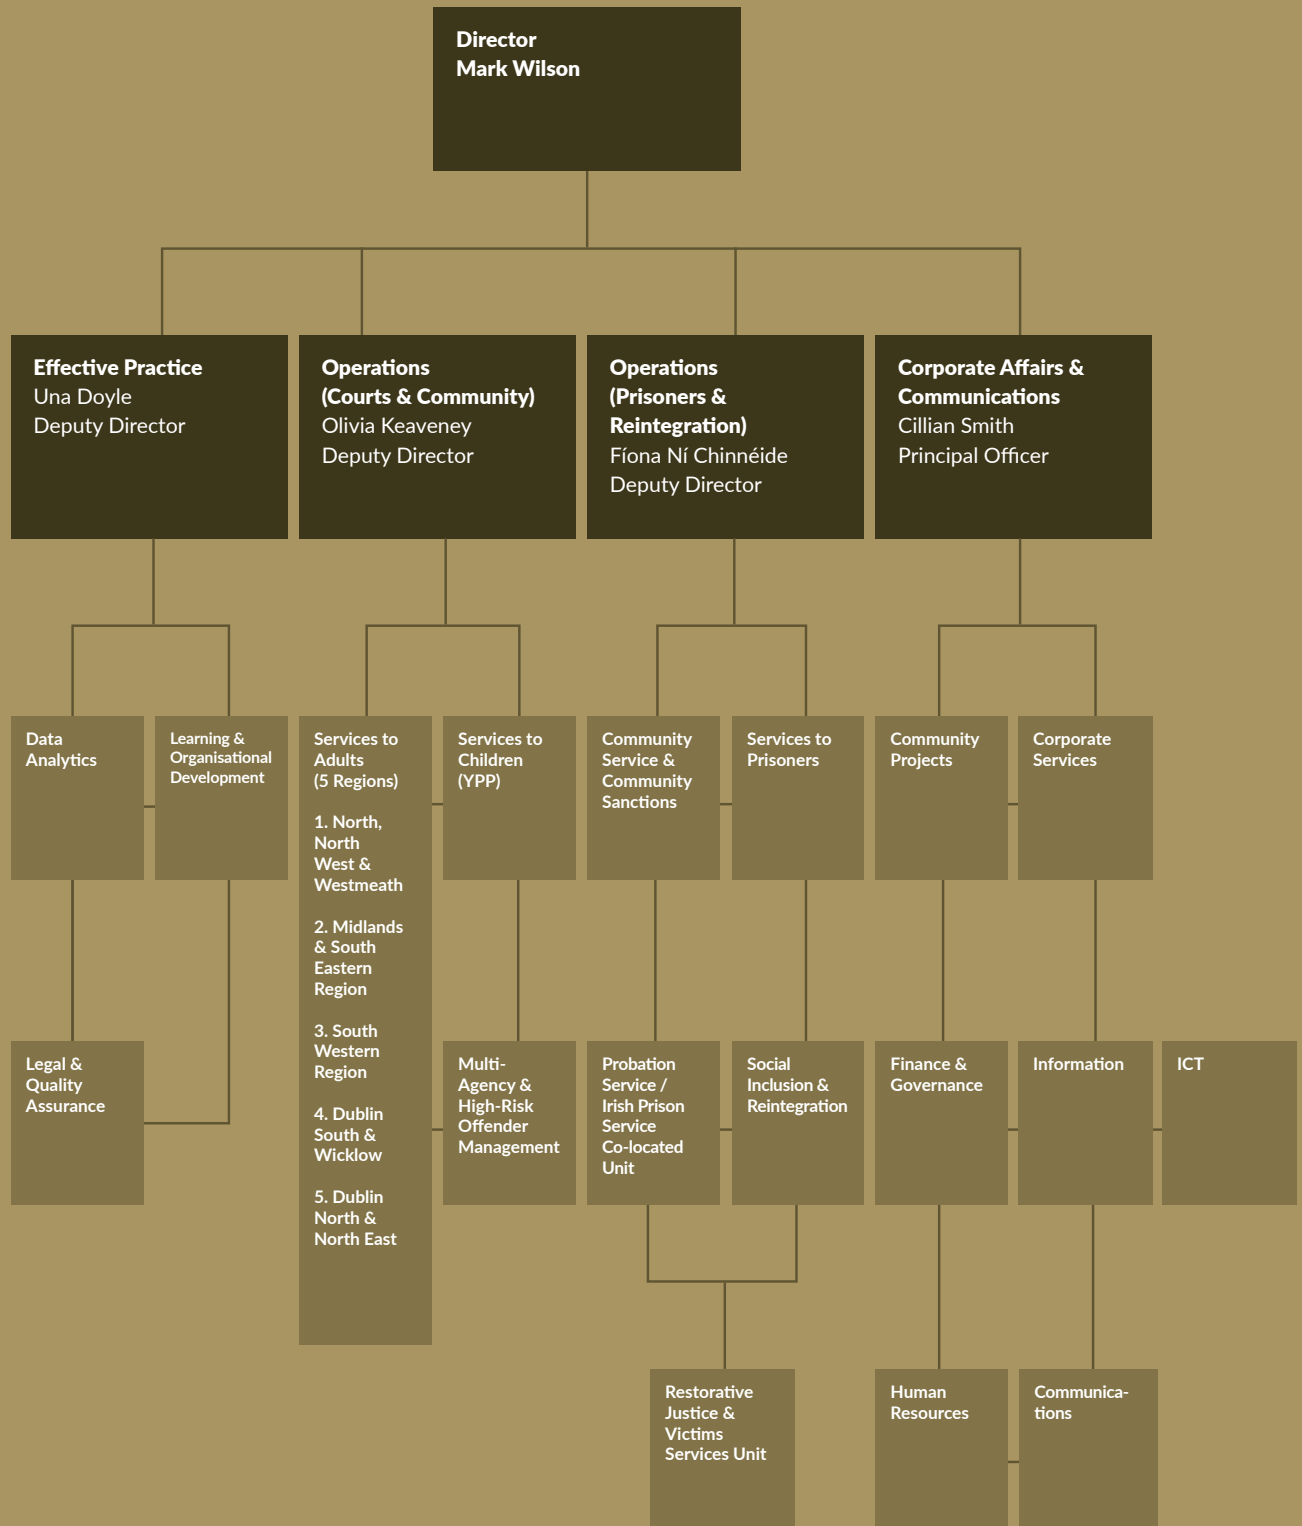 Director
Mark Wilson
Effective Practice
Una Doyle
Deputy Director
Operations
(Courts & Community)
Olivia Keaveney
Deputy Director
Operations
(Prisoners &
Reintegration)
Fíona Ní Chinnéide
Deputy Director
Corporate Affairs &
Communications
Cillian Smith
Principal Officer
Data
Analytics
Learning &
Organisational
Development
Services to
Adults
(5 Regions)
1. North,
North
West &
Westmeath
2. Midlands
& South
Eastern
Region
3. South
Western
Region
4. Dublin
South &
Wicklow
5. Dublin
North &
North East
Services to
Children
(YPP)
Community
Service &
Community
Sanctions
Services to
Prisoners
Community
Projects
Corporate
Services
Legal &
Quality
Assurance
Multi-
Agency &
High-Risk
Offender
Management
Probation
Service /
Irish Prison
Service
Co-located
Unit
Social
Inclusion &
Reintegration
Finance &
Governance
Information
ICT
Restorative
Justice &
Victims
Services Unit
Human
Resources
Communica-
tions